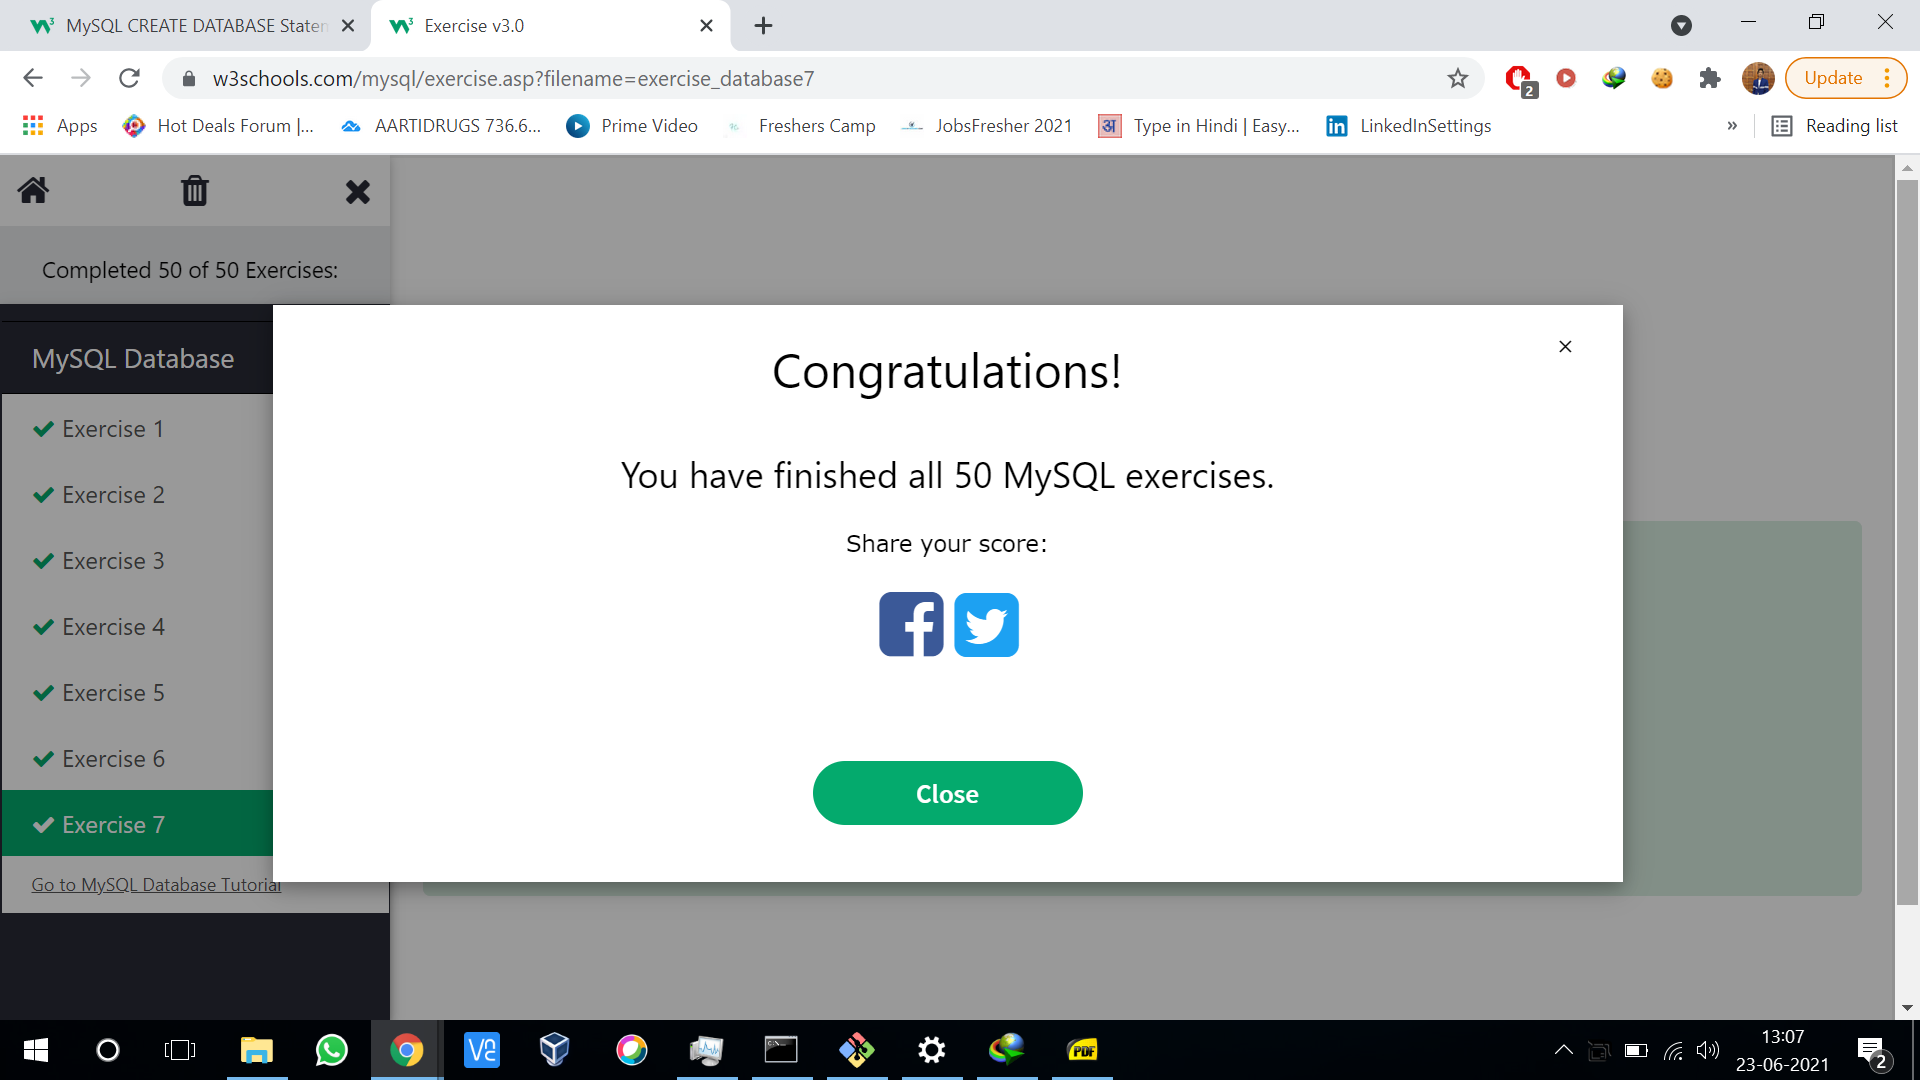 MySQL CREATE DATABASE Staten
Exercise v3.0
w3schools.com/mysql/exercise.asp?filename=exercise_database7
2
Update
Apps
Hot Deals Forum |...
AARTIDRUGS 736.6...
Prime Video
Freshers Camp
JobsFresher 2021
अ
Type in Hindi | Easy...
in
LinkedInSettings
»
Reading list
Completed 50 of 50 Exercises:
MySQL Database
Exercise 1
Exercise 2
Exercise 3
Exercise 4
Exercise 5
Exercise 6
Exercise 7
Go to MySQL Database Tutorial
Congratulations!
You have finished all 50 MySQL exercises.
Share your score:
Close
PDF
13:07
23-06-2021
2